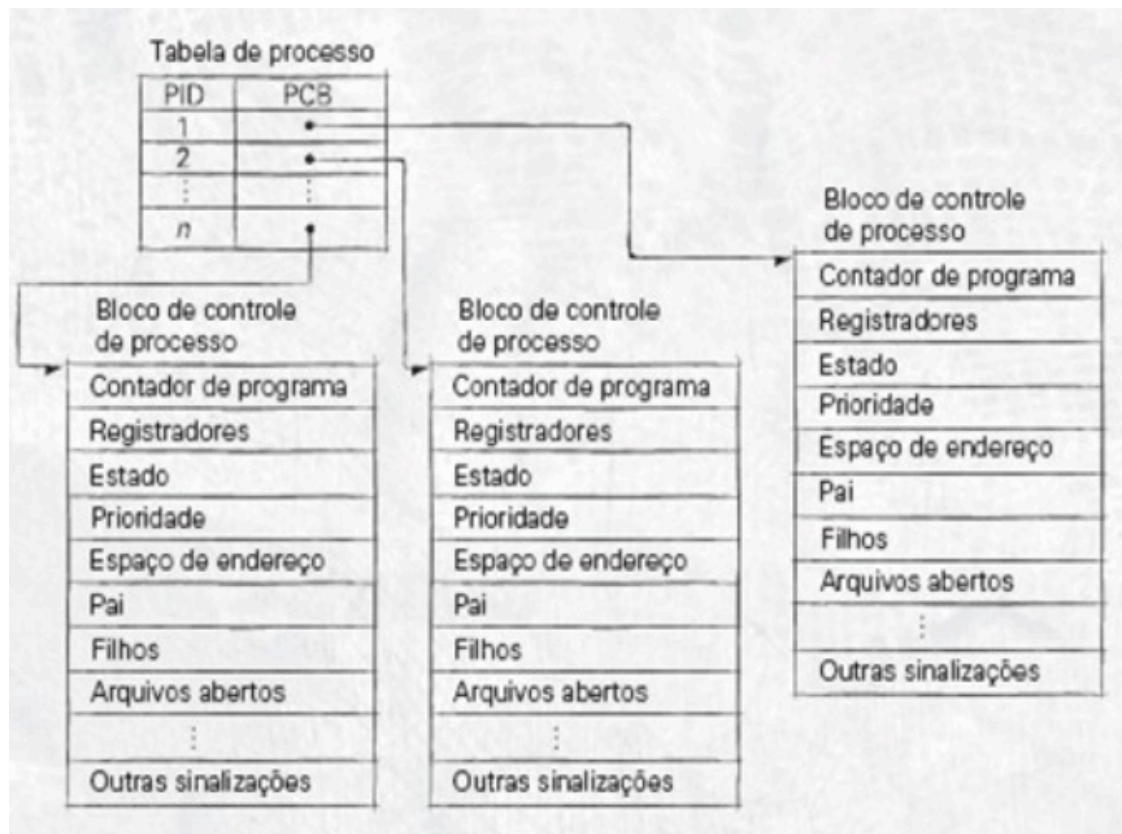 Tabela de processo
PID PCB
1
2
⋮ ⋮
n
Bloco de controle
de processo
Contador de programa
Registradores
Estado
Prioridade
Espaço de endereço
Pai
Filhos
Arquivos abertos
⋮
Outras sinalizações
Bloco de controle
de processo
Contador de programa
Registradores
Estado
Prioridade
Espaço de endereço
Pai
Filhos
Arquivos abertos
⋮
Outras sinalizações
Bloco de controle
de processo
Contador de programa
Registradores
Estado
Prioridade
Espaço de endereço
Pai
Filhos
Arquivos abertos
⋮
Outras sinalizações